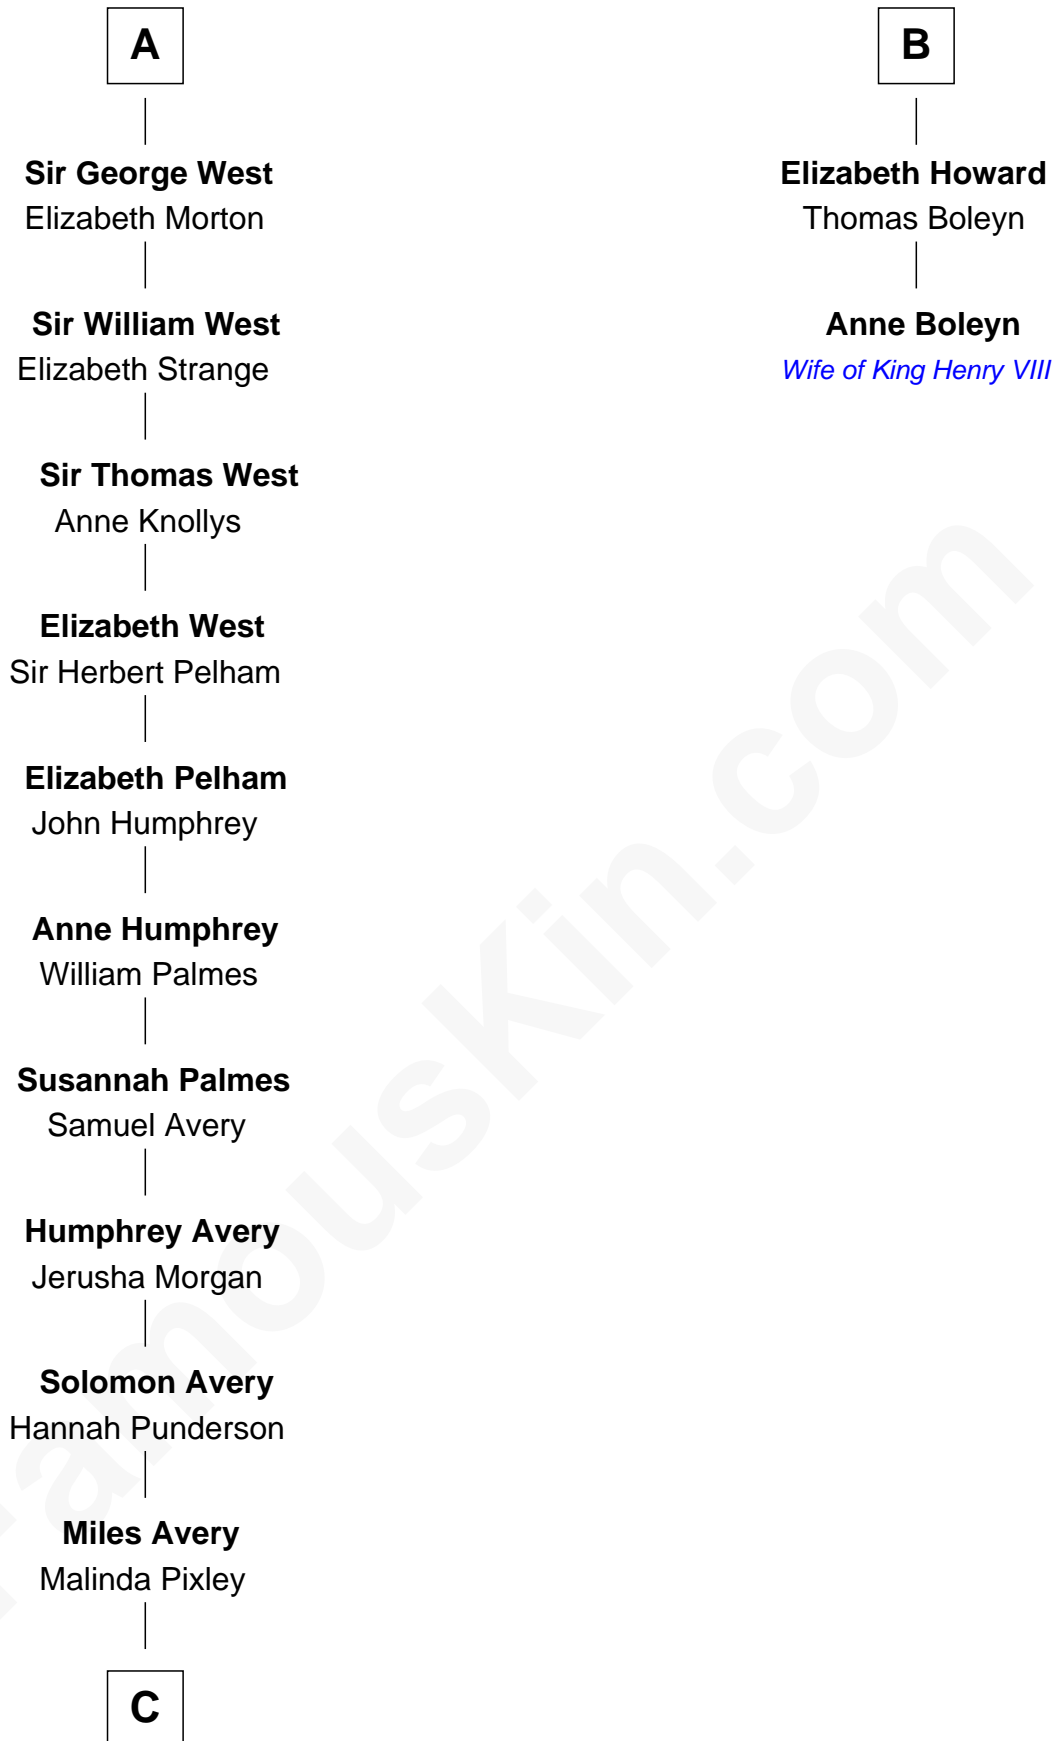 A
Sir George West
Elizabeth Morton
Sir William West
Elizabeth Strange
Sir Thomas West
Anne Knollys
Elizabeth West
Sir Herbert Pelham
Elizabeth Pelham
John Humphrey
Anne Humphrey
William Palmes
Susannah Palmes
Samuel Avery
Humphrey Avery
Jerusha Morgan
Solomon Avery
Hannah Punderson
Miles Avery
Malinda Pixley
C
B
Elizabeth Howard
Thomas Boleyn
Anne Boleyn
Wife of King Henry VIII
FamousKin.com